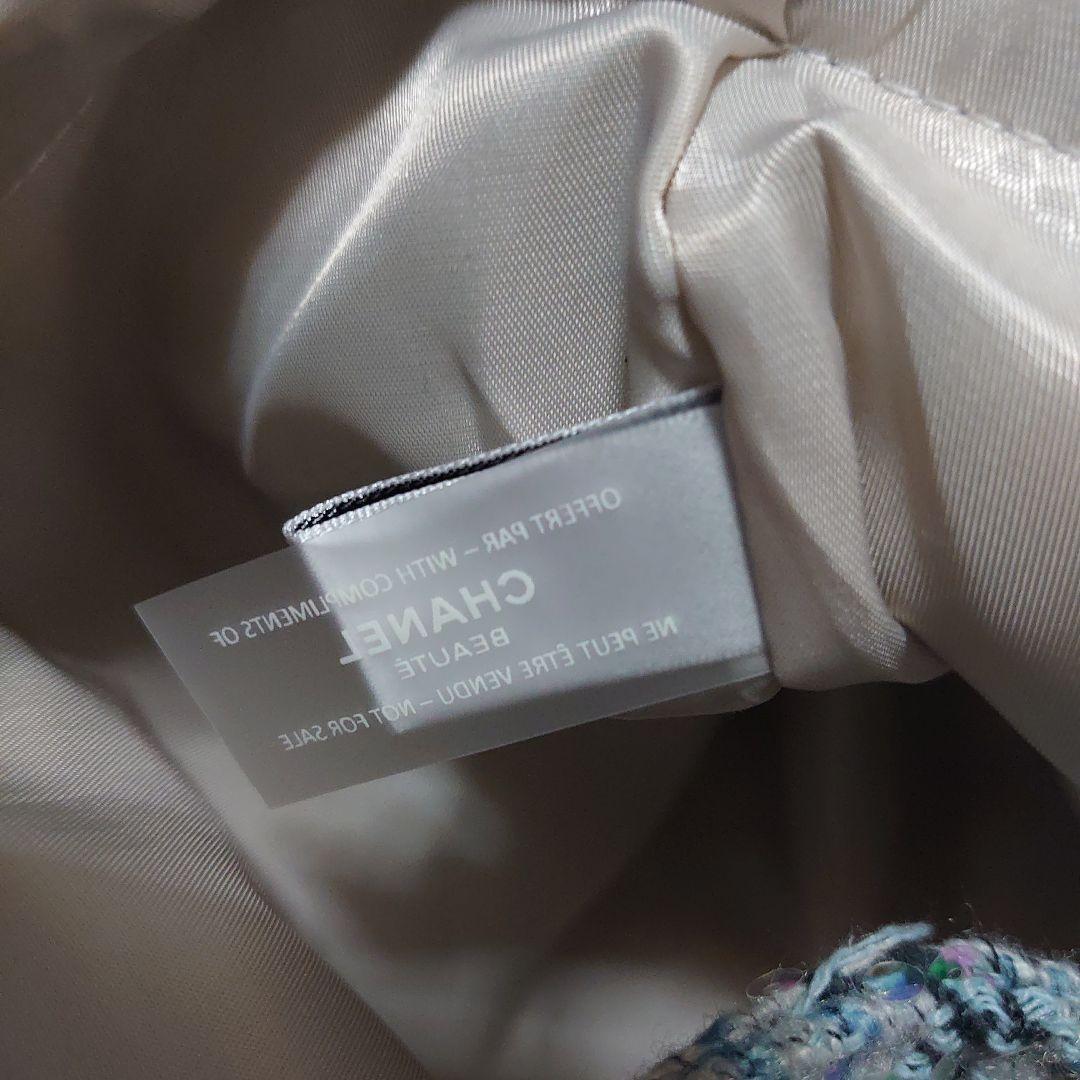 OFFERT PAR - WITH COMPLIMENTS OF
CHANEL
BEAUTÉ
NE PEUT ÊTRE VENDU - NOT FOR SALE